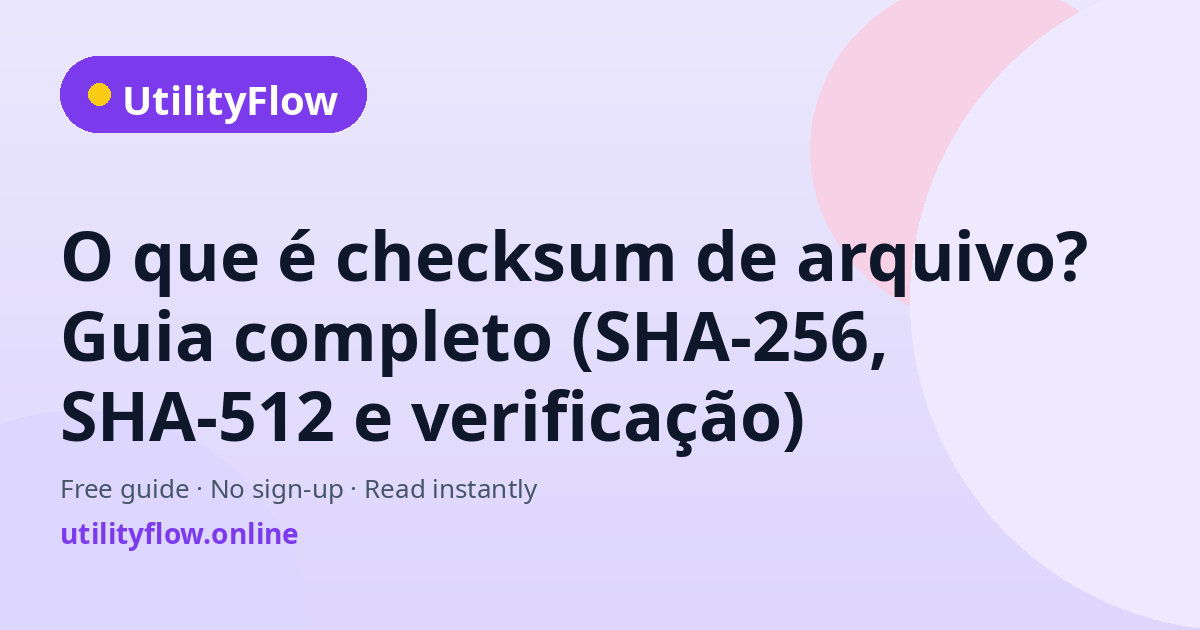 UtilityFlow
O que é checksum de arquivo?
Guia completo (SHA-256,
SHA-512 e verificação)
Free guide · No sign-up · Read instantly
utilityflow.online